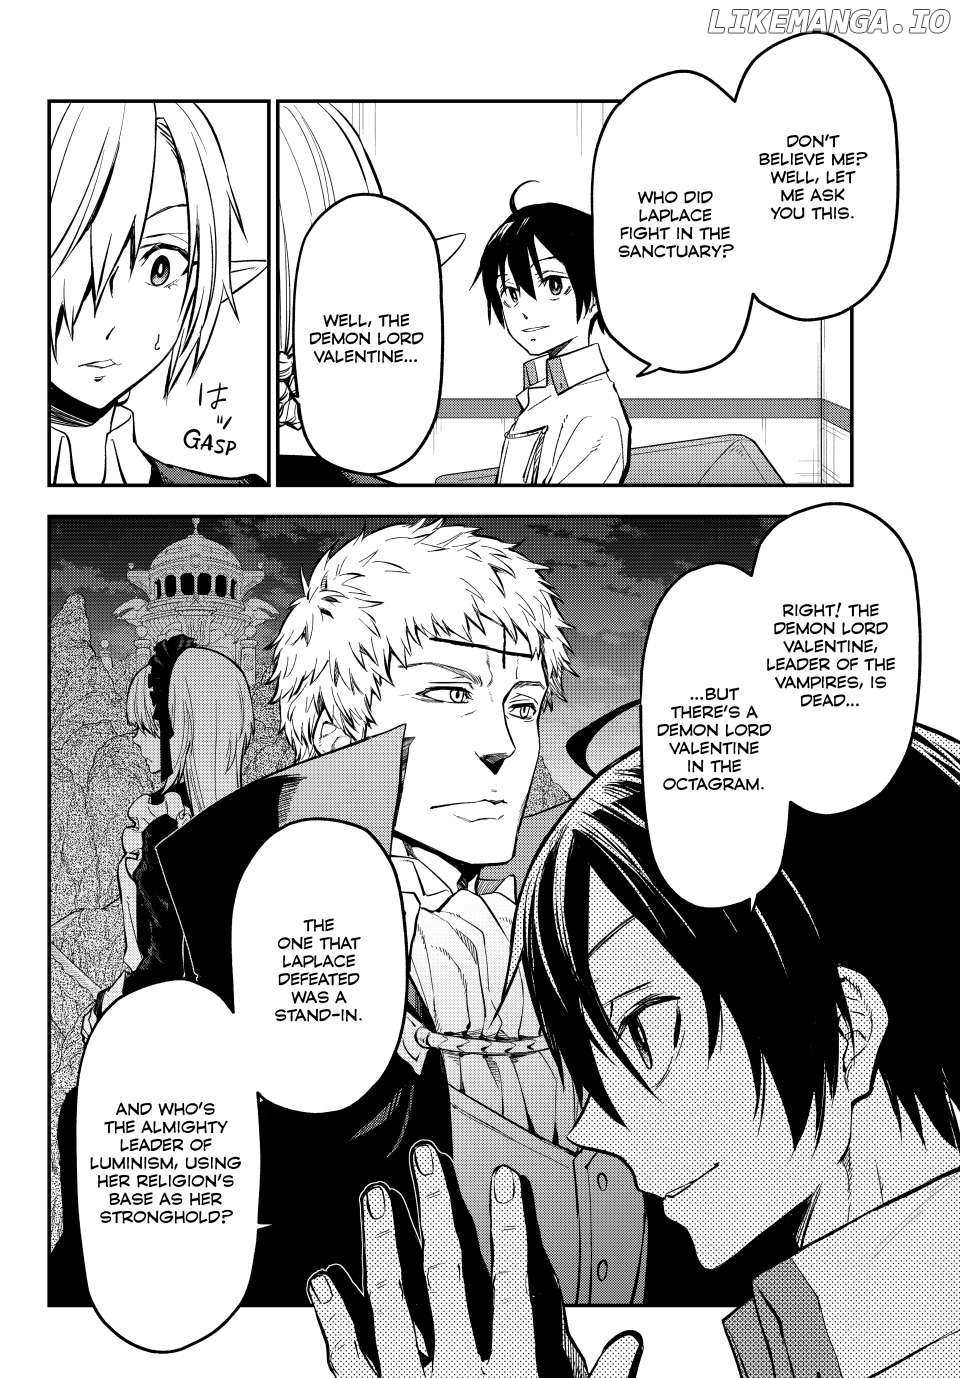 LIKEMANGA.IO
DON'T
BELIEVE ME?
WELL, LET
ME ASK
YOU THIS.
WHO DID
LAPLACE
FIGHT IN THE
SANCTUARY?
WELL, THE
DEMON LORD
VALENTINE...
はッ
GASP
RIGHT! THE
DEMON LORD
VALENTINE,
LEADER OF THE
VAMPIRES, IS
DEAD...
...BUT
THERE'S A
DEMON LORD
VALENTINE
IN THE
OCTAGRAM.
THE
ONE THAT
LAPLACE
DEFEATED
WAS A
STAND-IN.
AND WHO'S
THE ALMIGHTY
LEADER OF
LUMINISM, USING
HER RELIGION'S
BASE AS HER
STRONGHOLD?